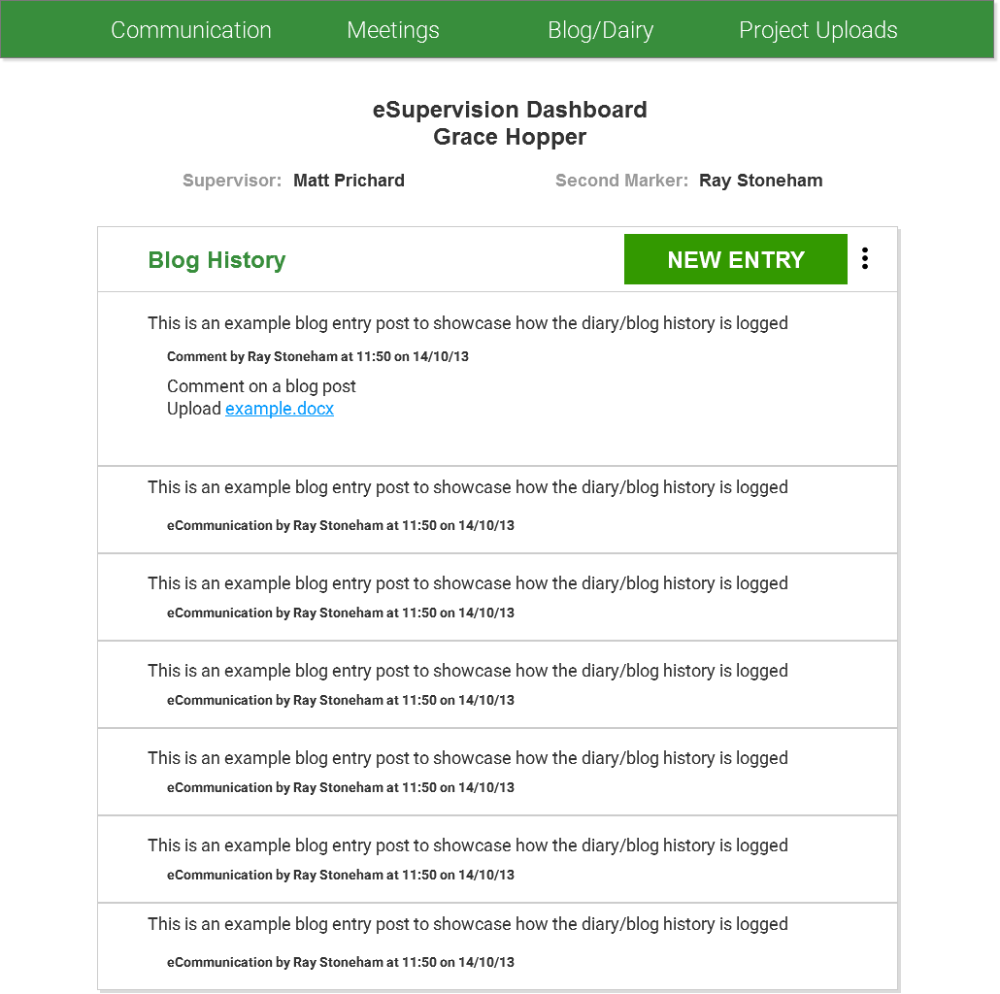 Communication Meetings Blog/Dairy Project Uploads
eSupervision Dashboard
Grace Hopper
Supervisor: Matt Prichard Second Marker: Ray Stoneham
Blog History NEW ENTRY
This is an example blog entry post to showcase how the diary/blog history is logged
Comment by Ray Stoneham at 11:50 on 14/10/13
Comment on a blog post
Upload example.docx
This is an example blog entry post to showcase how the diary/blog history is logged
eCommunication by Ray Stoneham at 11:50 on 14/10/13
This is an example blog entry post to showcase how the diary/blog history is logged
eCommunication by Ray Stoneham at 11:50 on 14/10/13
This is an example blog entry post to showcase how the diary/blog history is logged
eCommunication by Ray Stoneham at 11:50 on 14/10/13
This is an example blog entry post to showcase how the diary/blog history is logged
eCommunication by Ray Stoneham at 11:50 on 14/10/13
This is an example blog entry post to showcase how the diary/blog history is logged
eCommunication by Ray Stoneham at 11:50 on 14/10/13
This is an example blog entry post to showcase how the diary/blog history is logged
eCommunication by Ray Stoneham at 11:50 on 14/10/13